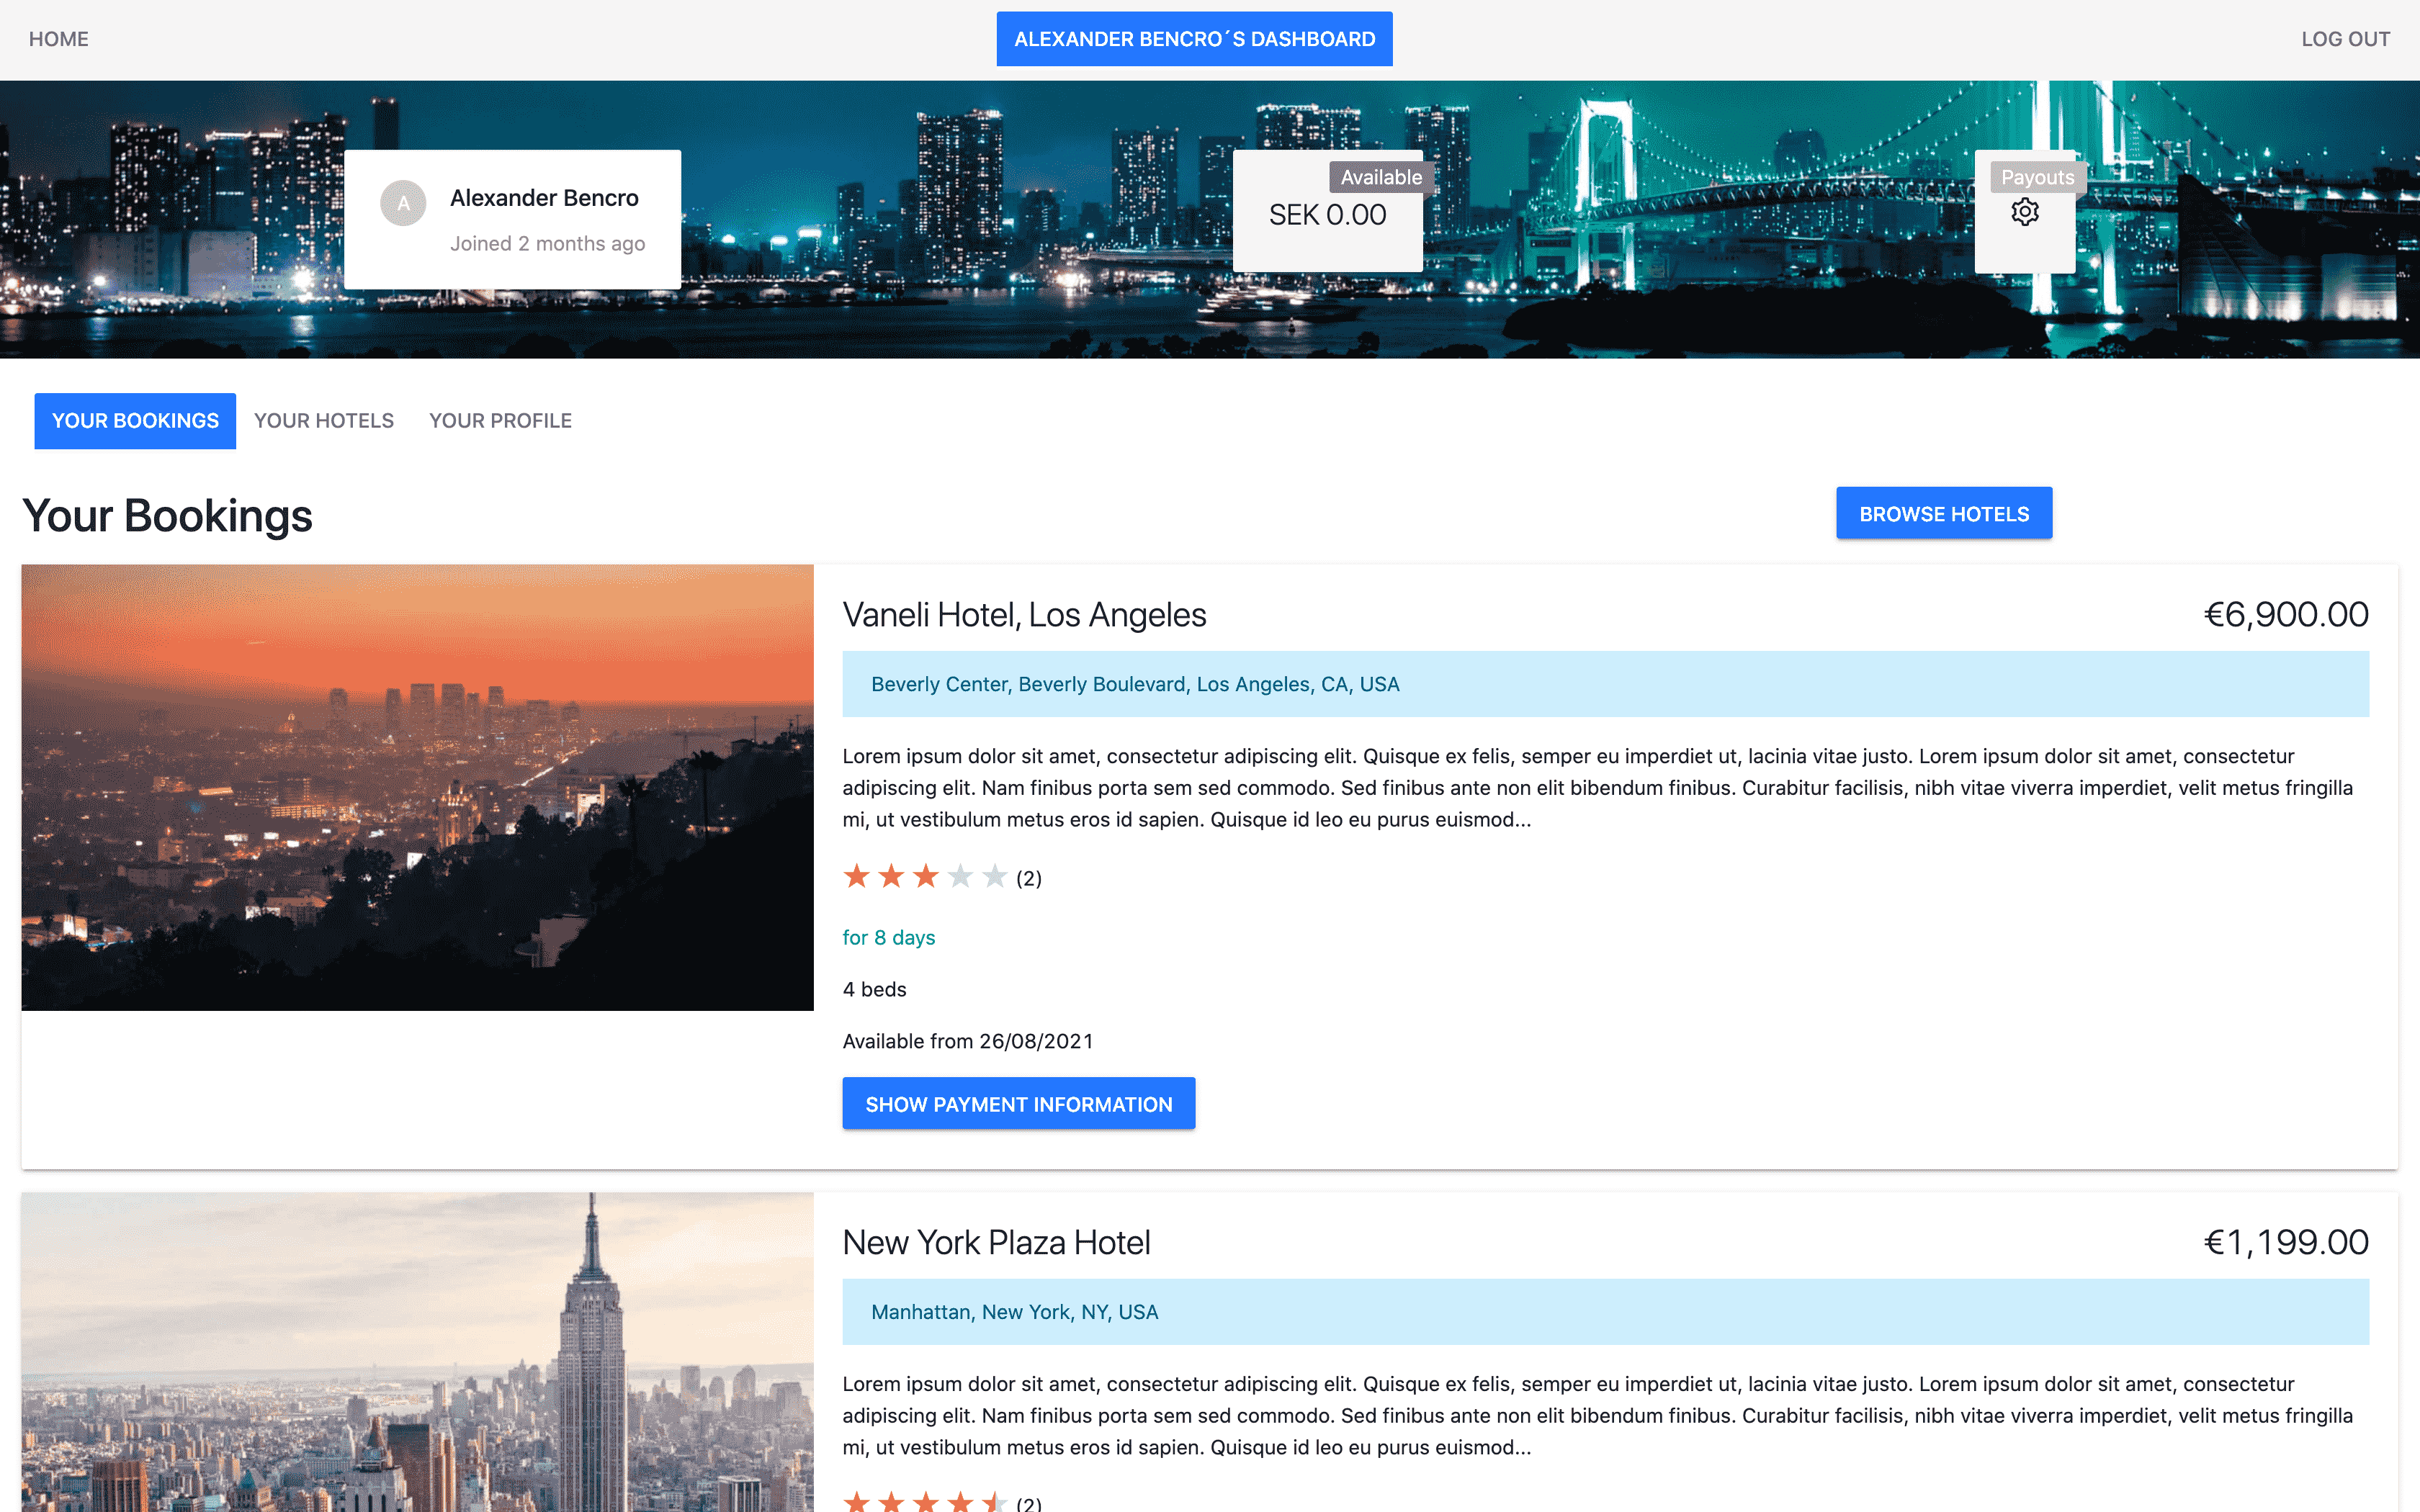 HOME
ALEXANDER BENCRO´S DASHBOARD
LOG OUT
A
Alexander Bencro
Joined 2 months ago
Available
SEK 0.00
Payouts
YOUR BOOKINGS
YOUR HOTELS
YOUR PROFILE
Your Bookings
BROWSE HOTELS
Vaneli Hotel, Los Angeles
€6,900.00
Beverly Center, Beverly Boulevard, Los Angeles, CA, USA
Lorem ipsum dolor sit amet, consectetur adipiscing elit. Quisque ex felis, semper eu imperdiet ut, lacinia vitae justo. Lorem ipsum dolor sit amet, consectetur
adipiscing elit. Nam finibus porta sem sed commodo. Sed finibus ante non elit bibendum finibus. Curabitur facilisis, nibh vitae viverra imperdiet, velit metus fringilla
mi, ut vestibulum metus eros id sapien. Quisque id leo eu purus euismod...
(2)
for 8 days
4 beds
Available from 26/08/2021
SHOW PAYMENT INFORMATION
New York Plaza Hotel
€1,199.00
Manhattan, New York, NY, USA
Lorem ipsum dolor sit amet, consectetur adipiscing elit. Quisque ex felis, semper eu imperdiet ut, lacinia vitae justo. Lorem ipsum dolor sit amet, consectetur
adipiscing elit. Nam finibus porta sem sed commodo. Sed finibus ante non elit bibendum finibus. Curabitur facilisis, nibh vitae viverra imperdiet, velit metus fringilla
mi, ut vestibulum metus eros id sapien. Quisque id leo eu purus euismod...
(2)